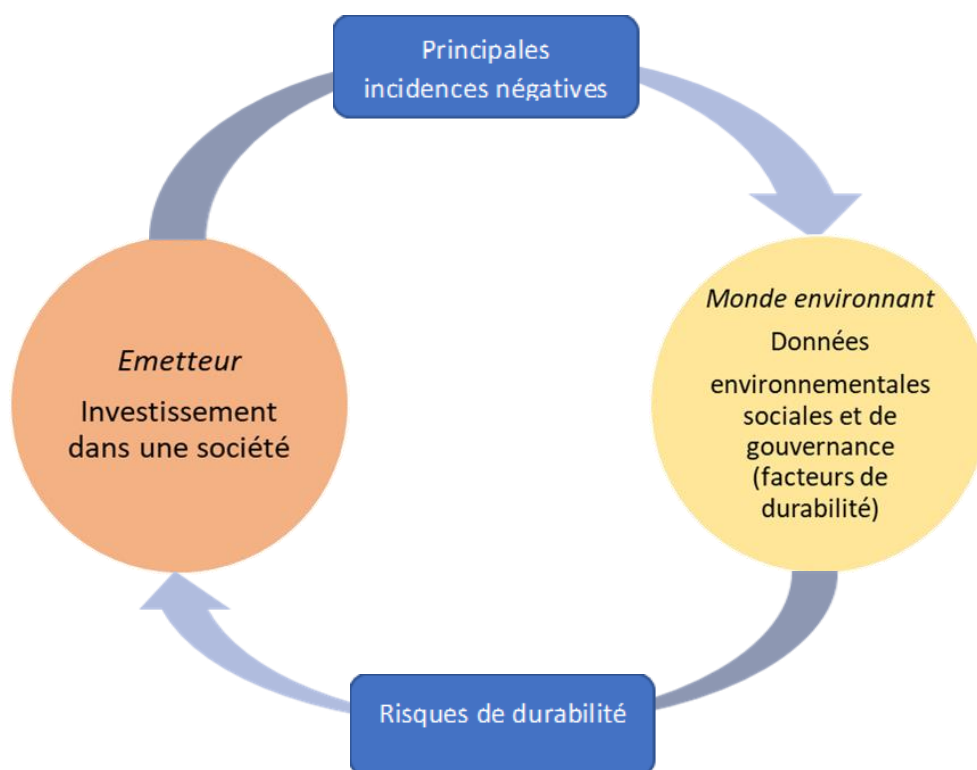 Principales
incidences négatives
Emetteur
Investissement
dans une société
Monde environnant
Données
environnementales
sociales et de
gouvernance
(facteurs de
durabilité)
Risques de durabilité